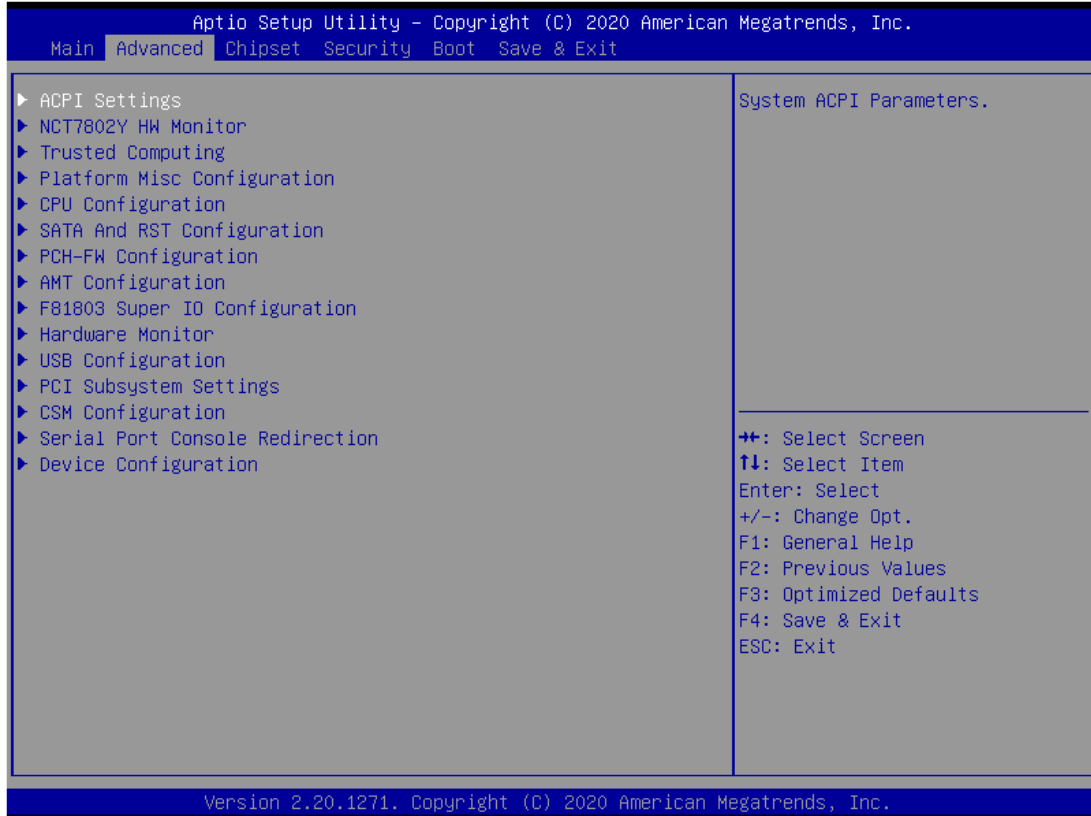 Aptio Setup Utility – Copyright (C) 2020 American Megatrends, Inc.
Main Advanced Chipset Security Boot Save & Exit
▶ ACPI Settings
▶ NCT7802Y HW Monitor
▶ Trusted Computing
▶ Platform Misc Configuration
▶ CPU Configuration
▶ SATA And RST Configuration
▶ PCH-FW Configuration
▶ AMT Configuration
▶ F81803 Super IO Configuration
▶ Hardware Monitor
▶ USB Configuration
▶ PCI Subsystem Settings
▶ CSM Configuration
▶ Serial Port Console Redirection
▶ Device Configuration
System ACPI Parameters.
→←: Select Screen
↑↓: Select Item
Enter: Select
+/-: Change Opt.
F1: General Help
F2: Previous Values
F3: Optimized Defaults
F4: Save & Exit
ESC: Exit
Version 2.20.1271. Copyright (C) 2020 American Megatrends, Inc.